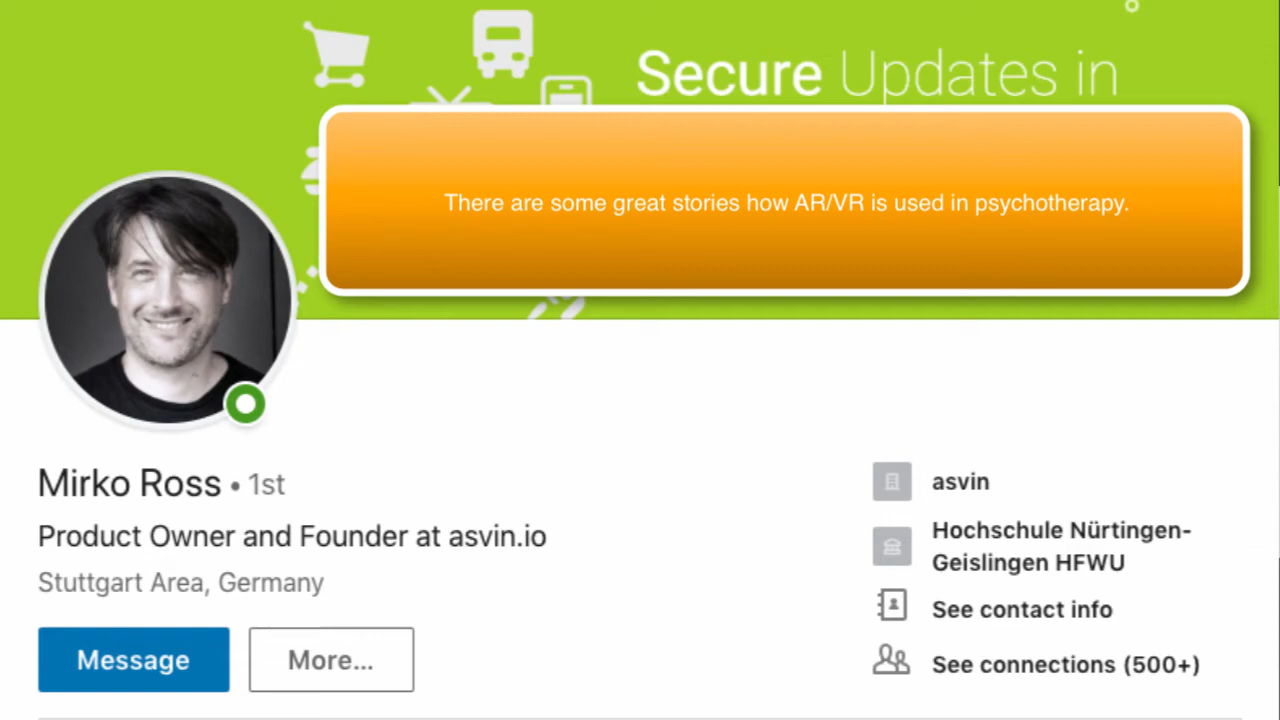 Secure Updates in
There are some great stories how AR/VR is used in psychotherapy.
Mirko Ross • 1st
Product Owner and Founder at asvin.io
Stuttgart Area, Germany
Message
More...
asvin
Hochschule Nürtingen-
Geislingen HFWU
See contact info
See connections (500+)